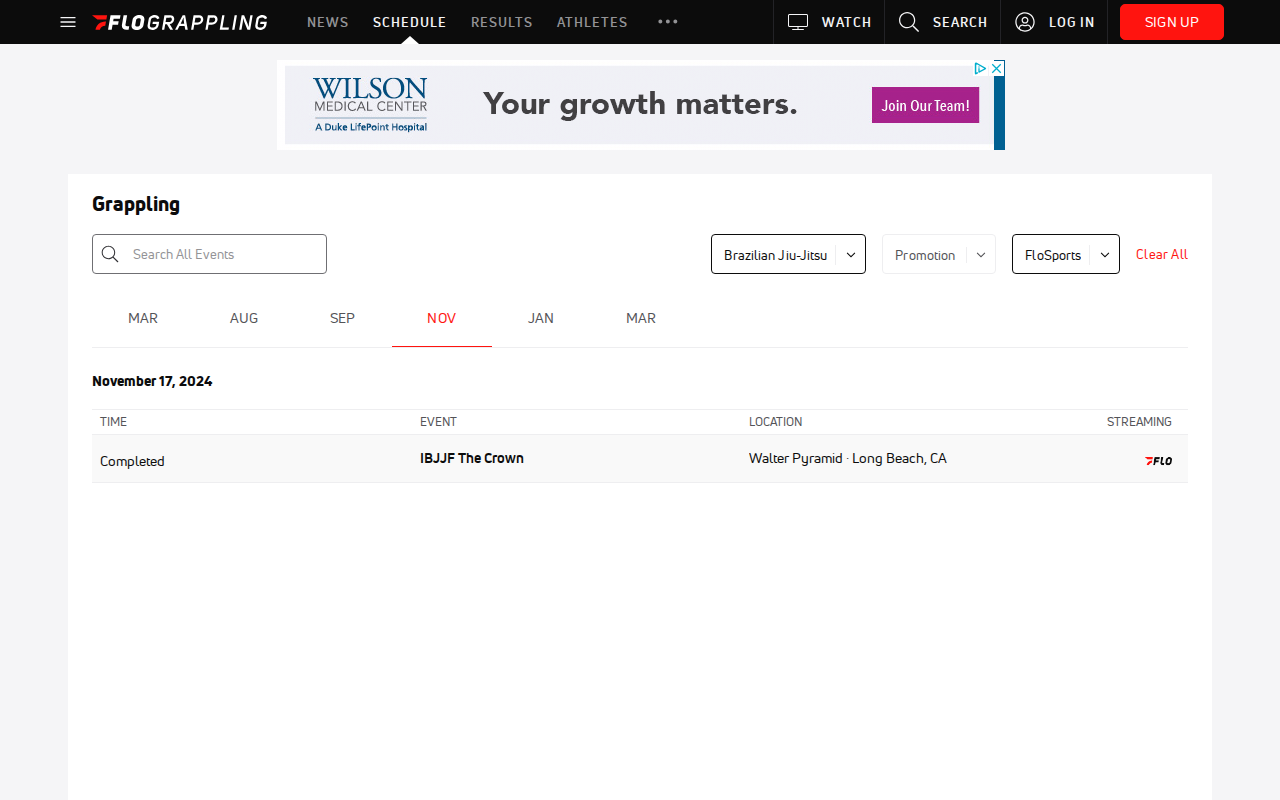 FLOGRAPPLING NEWS SCHEDULE RESULTS ATHLETES ••• WATCH SEARCH LOG IN SIGN UP
WILSON
MEDICAL CENTER
A Duke LifePoint Hospital
Your growth matters.
Join Our Team!
Grappling
Search All Events
Brazilian Jiu-Jitsu Promotion FloSports Clear All
MAR AUG SEP NOV JAN MAR
November 17, 2024
TIME EVENT LOCATION STREAMING
Completed IBJJF The Crown Walter Pyramid · Long Beach, CA FLO